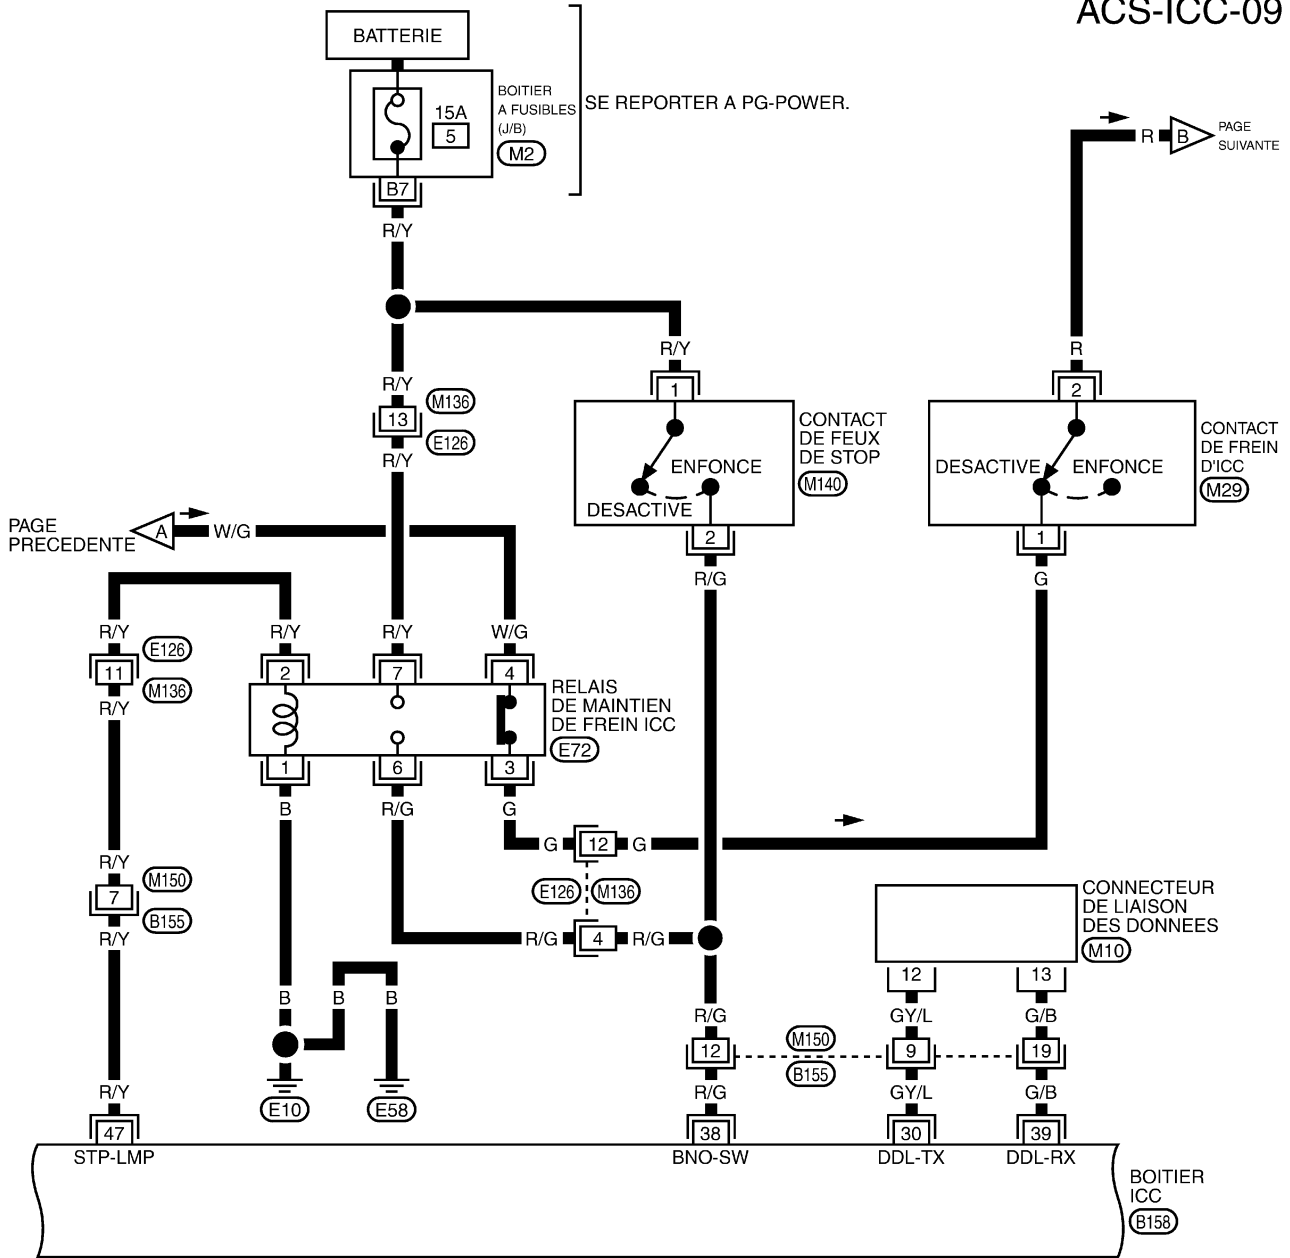 ACS-ICC-09
BATTERIE
BOITIER
A FUSIBLES
(J/B)
M2
15A
5
SE REPORTER A PG-POWER.
B7
R/Y
R
B
PAGE
SUIVANTE
R/Y
R
R/Y
M136
13
E126
R/Y
1
2
CONTACT
DE FEUX
DE STOP
M140
ENFONCE
DESACTIVE
CONTACT
DE FREIN
D'ICC
M29
DESACTIVE
ENFONCE
2
1
R/G
G
PAGE
PRECEDENTE
A
W/G
R/Y
R/Y
R/Y
W/G
E126
11
M136
R/Y
2
7
4
RELAIS
DE MAINTIEN
DE FREIN ICC
E72
1
6
3
B
R/G
G
G
12
G
R/Y
M150
7
B155
R/Y
E126
M136
R/G
4
R/G
CONNECTEUR
DE LIAISON
DES DONNEES
M10
12
13
B
B
B
R/G
GY/L
G/B
M150
12
9
19
B155
R/Y
E10
E58
R/G
GY/L
G/B
47
38
30
39
STP-LMP
BNO-SW
DDL-TX
DDL-RX
BOITIER
ICC
B158